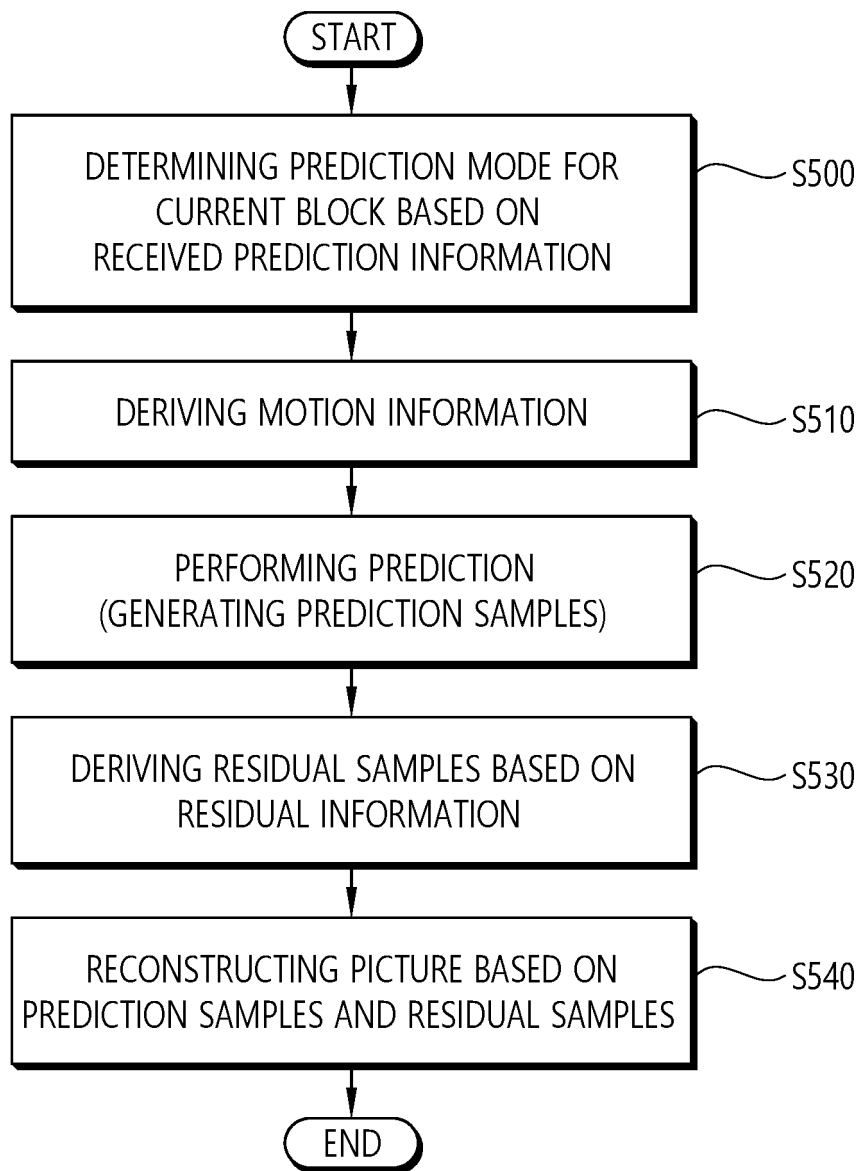 START
DETERMINING PREDICTION MODE FOR
CURRENT BLOCK BASED ON
RECEIVED PREDICTION INFORMATION
S500
DERIVING MOTION INFORMATION
S510
PERFORMING PREDICTION
(GENERATING PREDICTION SAMPLES)
S520
DERIVING RESIDUAL SAMPLES BASED ON
RESIDUAL INFORMATION
S530
RECONSTRUCTING PICTURE BASED ON
PREDICTION SAMPLES AND RESIDUAL SAMPLES
S540
END